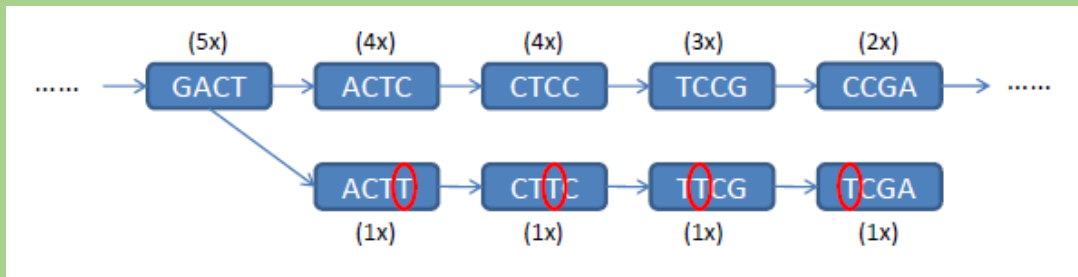 (5x) (4x) (4x) (3x) (2x)
...... GACT ACTC CTCC TCCG CCGA ......
ACTT CTTC TTCG TCGA
(1x) (1x) (1x) (1x)